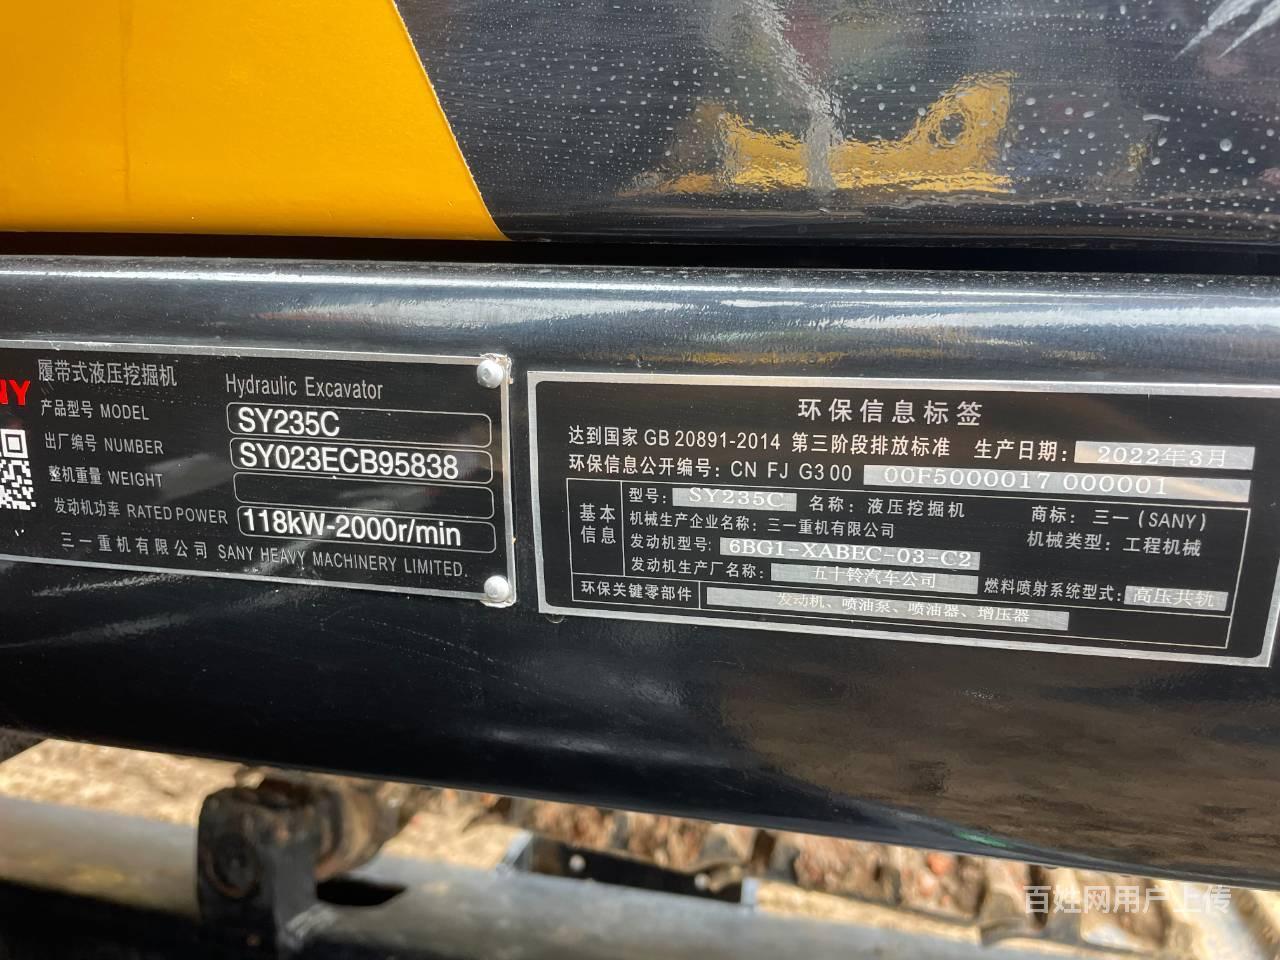 NY
履带式液压挖掘机 Hydraulic Excavator
产品型号 MODEL SY235C
出厂编号 NUMBER SY023ECB95838
整机重量 WEIGHT
发动机功率 RATED POWER 118kW-2000r/min
三一重机有限公司 SANY HEAVY MACHINERY LIMITED.
环保信息标签
达到国家 GB 20891-2014 第三阶段排放标准 生产日期: 2022年3月
环保信息公开编号: CN FJ G3 00 00F5000017 000001
基本信息
型号: SY235C 名称: 液压挖掘机 商标: 三一 (SANY)
机械生产企业名称: 三一重机有限公司 机械类型: 工程机械
发动机型号: 6BG1-XABEC-03-C2
发动机生产厂名称: 五十铃汽车公司 燃料喷射系统型式: 高压共轨
环保关键零部件 发动机、喷油泵、喷油器、增压器
百姓网用户上传